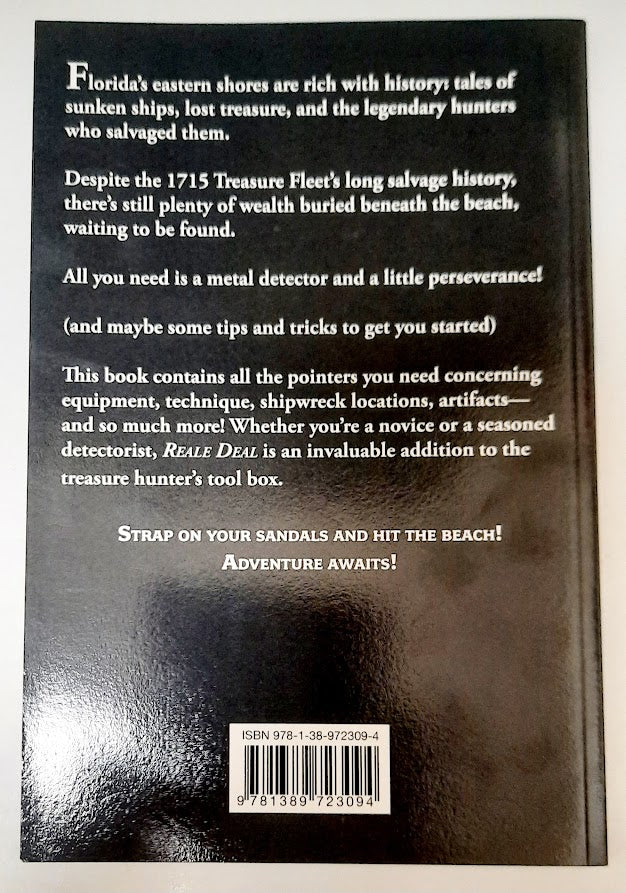 Florida's eastern shores are rich with history: tales of
sunken ships, lost treasure, and the legendary hunters
who salvaged them.
Despite the 1715 Treasure Fleet's long salvage history,
there's still plenty of wealth buried beneath the beach,
waiting to be found.
All you need is a metal detector and a little perseverance!
(and maybe some tips and tricks to get you started)
This book contains all the pointers you need concerning
equipment, technique, shipwreck locations, artifacts—
and so much more! Whether you're a novice or a seasoned
detectorist, REALE DEAL is an invaluable addition to the
treasure hunter's tool box.
STRAP ON YOUR SANDALS AND HIT THE BEACH!
ADVENTURE AWAITS!
ISBN 978-1-38-972309-4
9 781389 723094